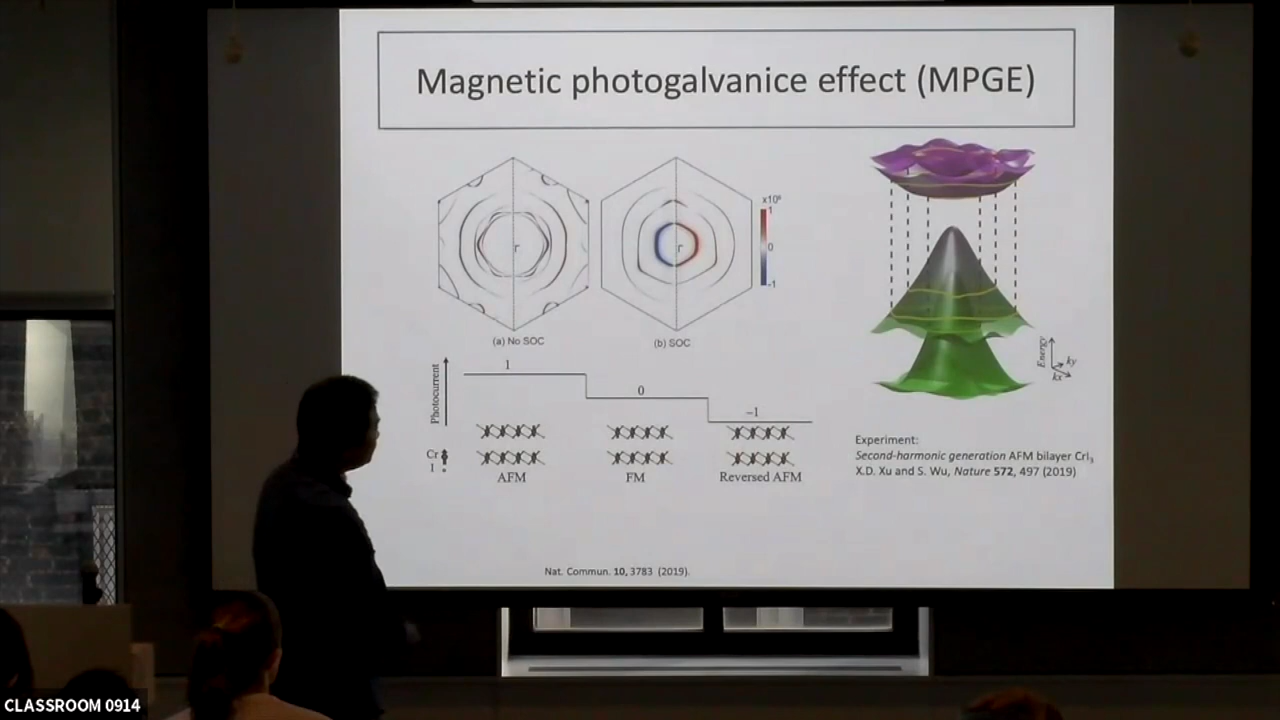 Magnetic photogalvanice effect (MPGE)
Γ
Γ
x10⁶
1
0
-1
(a) No SOC
(b) SOC
Energy
ky
kx
Photocurrent
1
0
−1
Cr
I
AFM
FM
Reversed AFM
Experiment:
Second-harmonic generation AFM bilayer CrI₃
X.D. Xu and S. Wu, Nature 572, 497 (2019)
Nat. Commun. 10, 3783 (2019).
CLASSROOM 0914